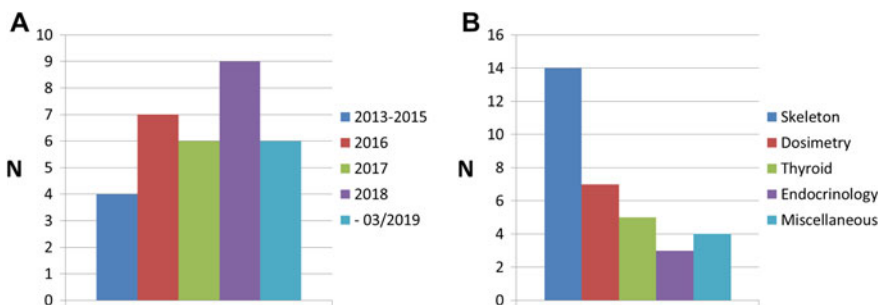 A
10
9
8
7
6
5
4
3
2
1
0
N
2013-2015
2016
2017
2018
- 03/2019
B
16
14
12
10
8
6
4
2
0
N
Skeleton
Dosimetry
Thyroid
Endocrinology
Miscellaneous